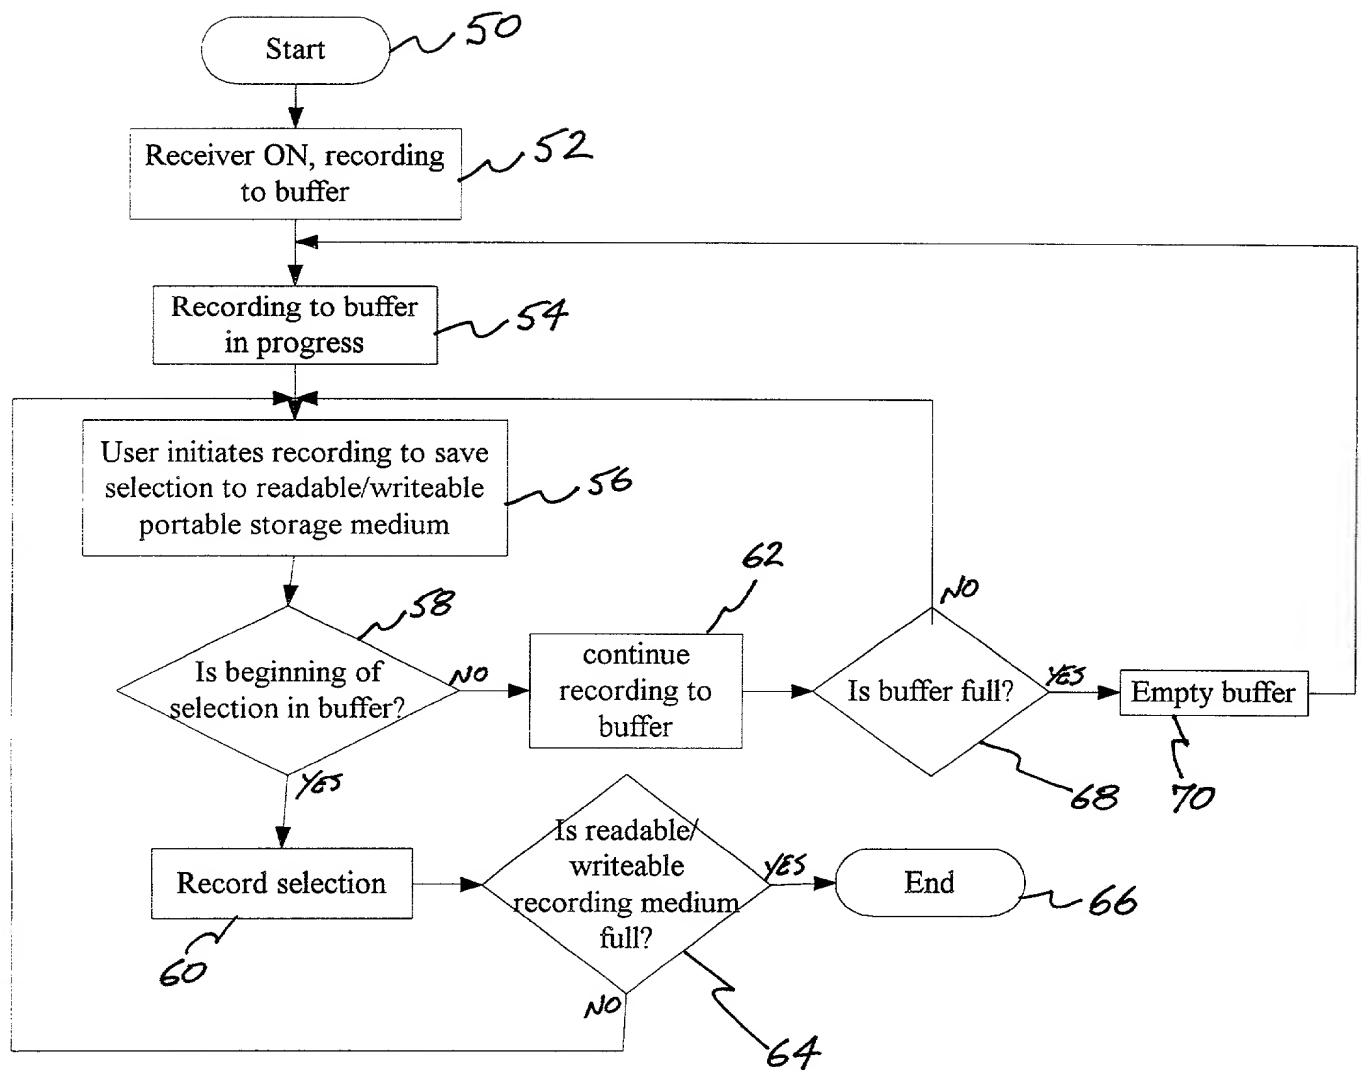 Start
50
Receiver ON, recording
to buffer
52
Recording to buffer
in progress
54
User initiates recording to save
selection to readable/writeable
portable storage medium
56
Is beginning of
selection in buffer?
58
NO
YES
continue
recording to
buffer
62
Is buffer full?
NO
YES
68
Empty buffer
70
Record selection
60
Is readable/
writeable
recording medium
full?
YES
NO
64
End
66